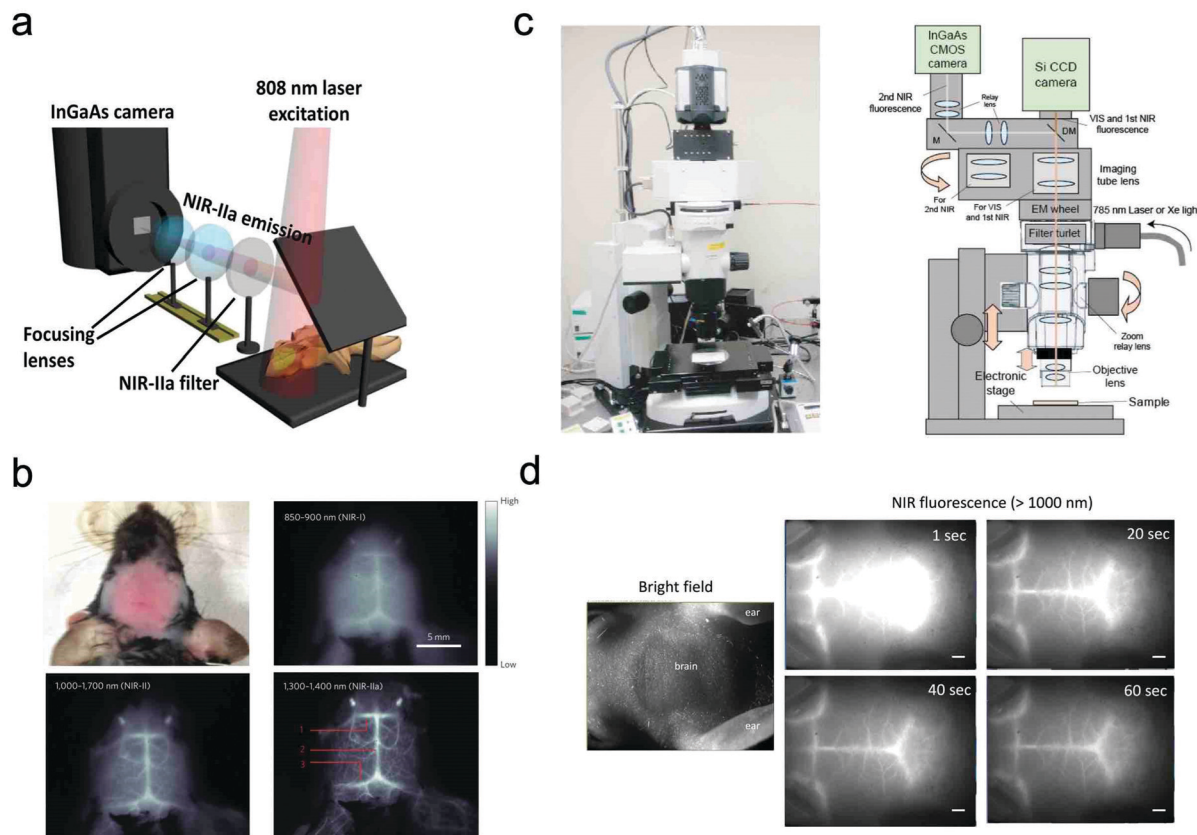 a
808 nm laser
excitation
InGaAs camera
NIR-IIa emission
Focusing
lenses
NIR-IIa filter
b
850–900 nm (NIR-I)
5 mm
High
Low
1,000–1,700 nm (NIR-II)
1,300–1,400 nm (NIR-IIa)
1
2
3
c
InGaAs
CMOS
camera
Si CCD
camera
2nd NIR
fluorescence
Relay
lens
VIS and 1st NIR
fluorescence
M
DM
Imaging
tube lens
For
2nd NIR
For VIS
and 1st NIR
EM wheel
785 nm Laser or Xe ligh
Filter turlet
Zoom
relay lens
Objective
lens
Electronic
stage
Sample
d
NIR fluorescence (> 1000 nm)
Bright field
ear
brain
ear
1 sec
20 sec
40 sec
60 sec